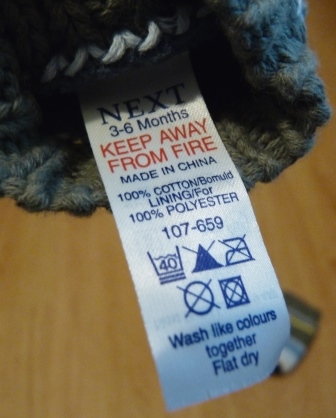 NEXT
3-6 Months
KEEP AWAY
FROM FIRE
MADE IN CHINA
100% COTTON/Bomuld
LINING/For
100% POLYESTER
107-659
40
Wash like colours
together
Flat dry